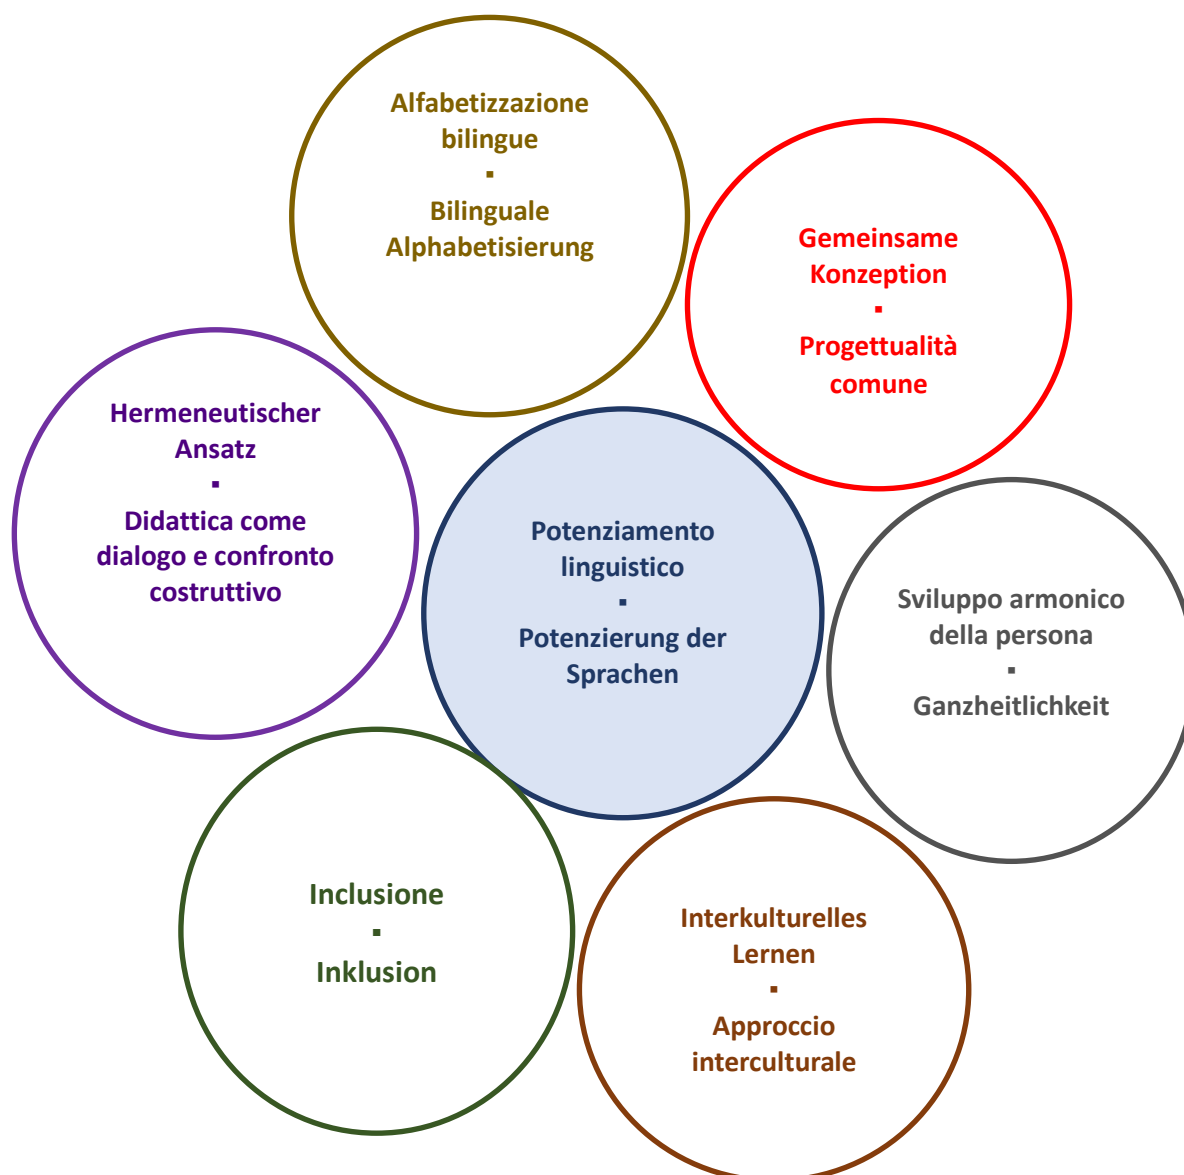 Alfabetizzazione
bilingue
▪
Bilinguale
Alphabetisierung
Gemeinsame
Konzeption
▪
Progettualità
comune
Hermeneutischer
Ansatz
▪
Didattica come
dialogo e confronto
costruttivo
Potenziamento
linguistico
▪
Potenzierung der
Sprachen
Sviluppo armonico
della persona
▪
Ganzheitlichkeit
Inclusione
▪
Inklusion
Interkulturelles
Lernen
▪
Approccio
interculturale